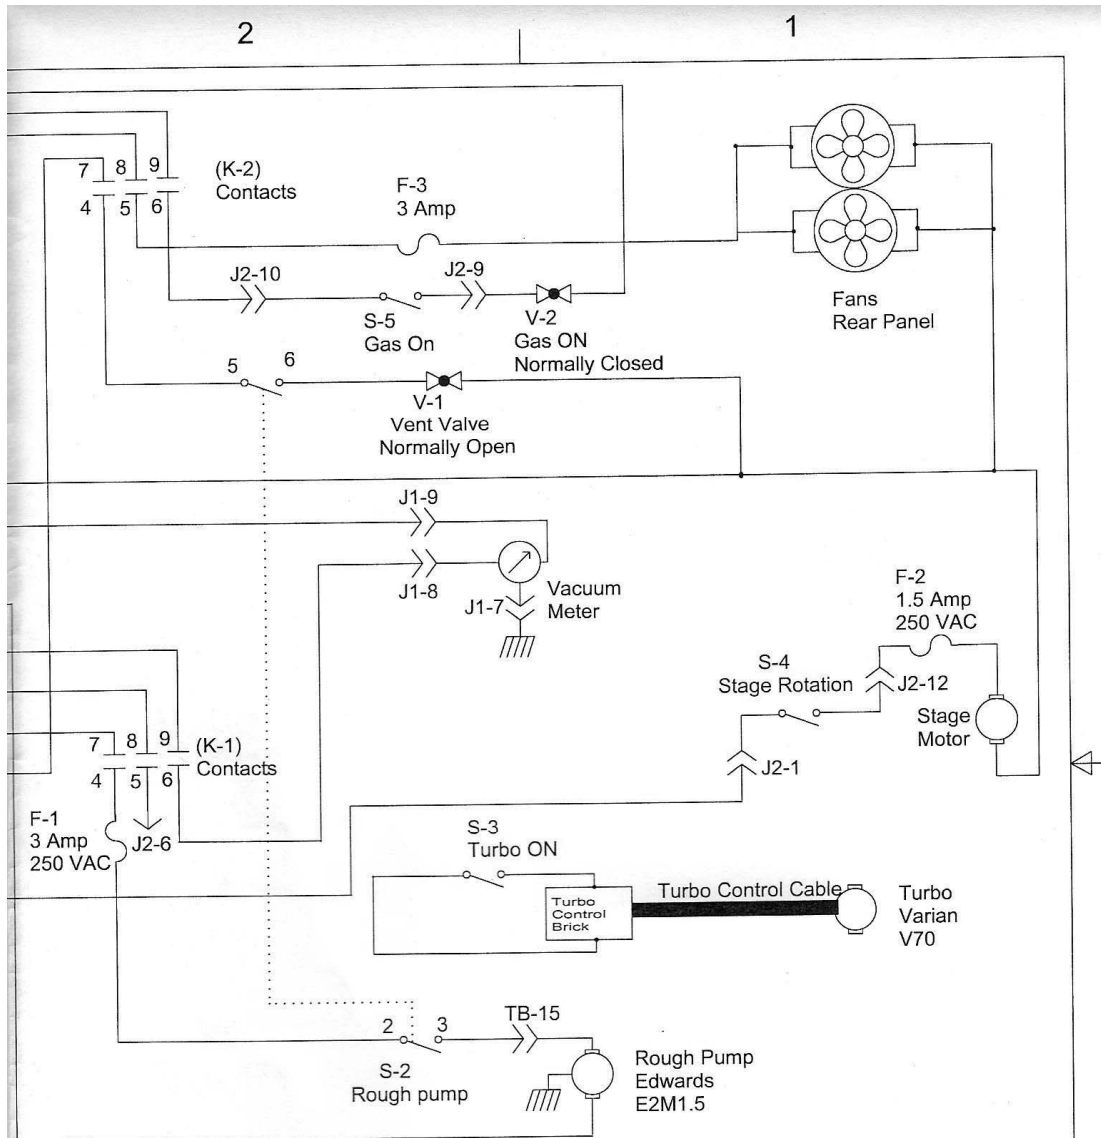 2
1
7
8
9
(K-2)
Contacts
4
5
6
F-3
3 Amp
J2-10
J2-9
S-5
Gas On
V-2
Gas ON
Normally Closed
Fans
Rear Panel
5
6
V-1
Vent Valve
Normally Open
J1-9
J1-8
J1-7
Vacuum
Meter
F-2
1.5 Amp
250 VAC
S-4
Stage Rotation
J2-12
Stage
Motor
J2-1
7
8
9
(K-1)
Contacts
4
5
6
F-1
3 Amp
250 VAC
J2-6
S-3
Turbo ON
Turbo
Control
Brick
Turbo Control Cable
Turbo
Varian
V70
2
3
TB-15
S-2
Rough pump
Rough Pump
Edwards
E2M1.5